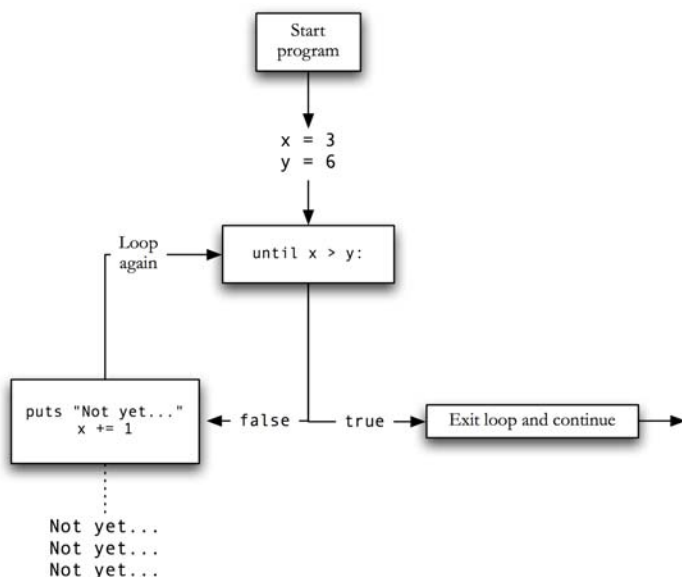 Start
program
x = 3
y = 6
Loop
again
until x > y:
puts "Not yet..."
x += 1
false
true
Exit loop and continue
Not yet...
Not yet...
Not yet...